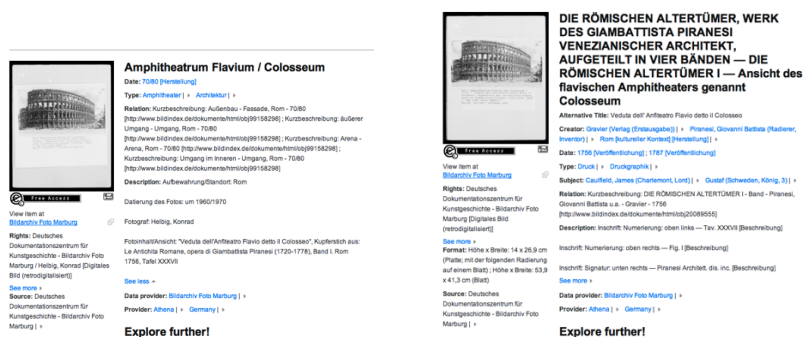 Amphitheatrum Flavium / Colosseum
Date: 70/80 [Herstellung]
Type: Amphitheater | Architektur |
Relation: Kurzbeschreibung: Außenbau - Fassade, Rom - 70/80
[http://www.bildindex.de/dokumente/html/obj99158298] ; Kurzbeschreibung: äußerer
Umgang - Umgang, Rom - 70/80
[http://www.bildindex.de/dokumente/html/obj99158298] ; Kurzbeschreibung: Arena -
Arena, Rom - 70/80 [http://www.bildindex.de/dokumente/html/obj99158298] ;
Kurzbeschreibung: Umgang im Inneren - Umgang, Rom - 70/80
[http://www.bildindex.de/dokumente/html/obj99158298]
Description: Aufbewahrung/Standort: Rom
Datierung des Fotos: um 1960/1970
Fotograf: Helbig, Konrad
Fotoinhalt/Ansicht: "Veduta dell'Anfiteatro Flavio detto il Colosseo", Kupferstich aus:
Le Antichita Romane, opera di Giambattista Piranesi (1720-1778), Band I. Rom
1756, Tafel XXXVII
See less
Data provider: Bildarchiv Foto Marburg |
Provider: Athena | Germany |
Explore further!
Free Access
View item at
Bildarchiv Foto Marburg
Rights: Deutsches
Dokumentationszentrum für
Kunstgeschichte - Bildarchiv Foto
Marburg / Helbig, Konrad [Digitales
Bild (retrodigitalisiert)]
See more
Source: Deutsches
Dokumentationszentrum für
Kunstgeschichte - Bildarchiv Foto
Marburg |
DIE RÖMISCHEN ALTERTÜMER, WERK
DES GIAMBATTISTA PIRANESI
VENEZIANISCHER ARCHITEKT,
AUFGETEILT IN VIER BÄNDEN — DIE
RÖMISCHEN ALTERTÜMER I — Ansicht des
flavischen Amphitheaters genannt
Colosseum
Alternative Title: Veduta dell' Anfiteatro Flavio detto il Colosseo
Creator: Gravier (Verlag (Erstausgabe)) | Piranesi, Giovanni Battista (Radierer,
Inventor) | Rom [kultureller Kontext] [Herstellung] |
Date: 1756 [Veröffentlichung] ; 1787 [Veröffentlichung]
Type: Druck | Druckgraphik |
Subject: Caulfield, James (Charlemont, Lord) | Gustaf (Schweden, König, 3) |
Relation: Kurzbeschreibung: DIE RÖMISCHEN ALTERTÜMER I - Band - Piranesi,
Giovanni Battista u.a. - Gravier - 1756
[http://www.bildindex.de/dokumente/html/obj20089555]
Description: Inschrift: Numerierung: oben links — Tav. XXXVII [Beschreibung]
Inschrift: Numerierung: oben rechts — Fig. I [Beschreibung]
Inschrift: Signatur: unten rechts — Piranesi Architett. dis. inc. [Beschreibung]
See more
Data provider: Bildarchiv Foto Marburg |
Provider: Athena | Germany |
Explore further!
Free Access
View item at
Bildarchiv Foto Marburg
Rights: Deutsches
Dokumentationszentrum für
Kunstgeschichte - Bildarchiv Foto
Marburg [Digitales Bild
(retrodigitalisiert)]
See more
Format: Höhe x Breite: 14 x 26,9 cm
(Platte; mit der folgenden Radierung
auf einem Blatt) ; Höhe x Breite: 53,9
x 41,3 cm (Blatt)
Source: Deutsches
Dokumentationszentrum für
Kunstgeschichte - Bildarchiv Foto
Marburg |